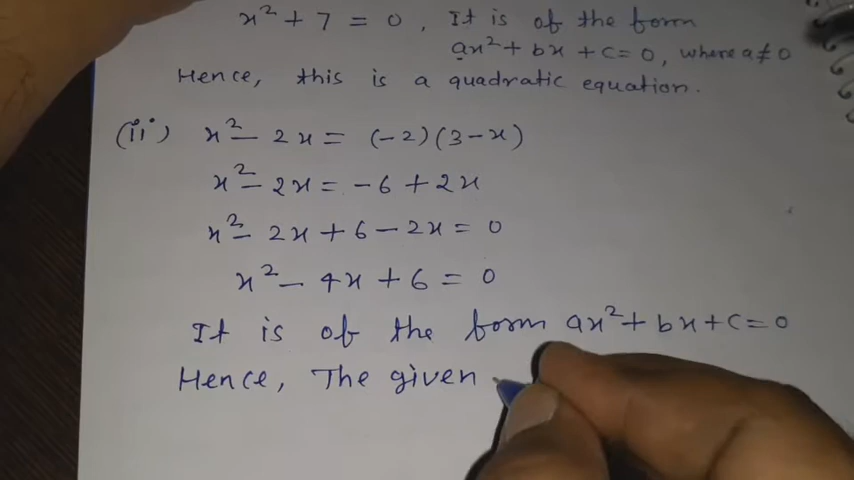 x² + 7 = 0, It is of the form
ax² + bx + c = 0, where a ≠ 0
Hence, this is a quadratic equation.
(ii) x² - 2x = (-2)(3-x)
x² - 2x = -6 + 2x
x² - 2x + 6 - 2x = 0
x² - 4x + 6 = 0
It is of the form ax² + bx + c = 0
Hence, The given